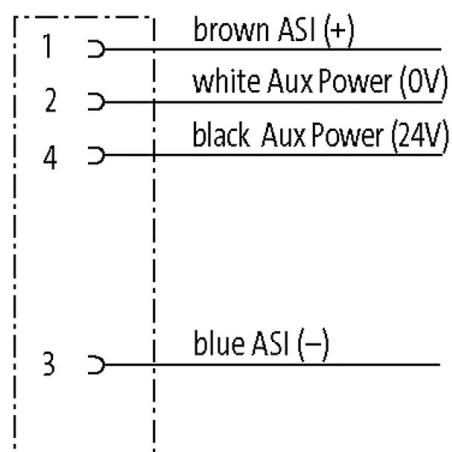 1 brown ASI (+)
2 white Aux Power (0V)
4 black Aux Power (24V)
3 blue ASI (–)